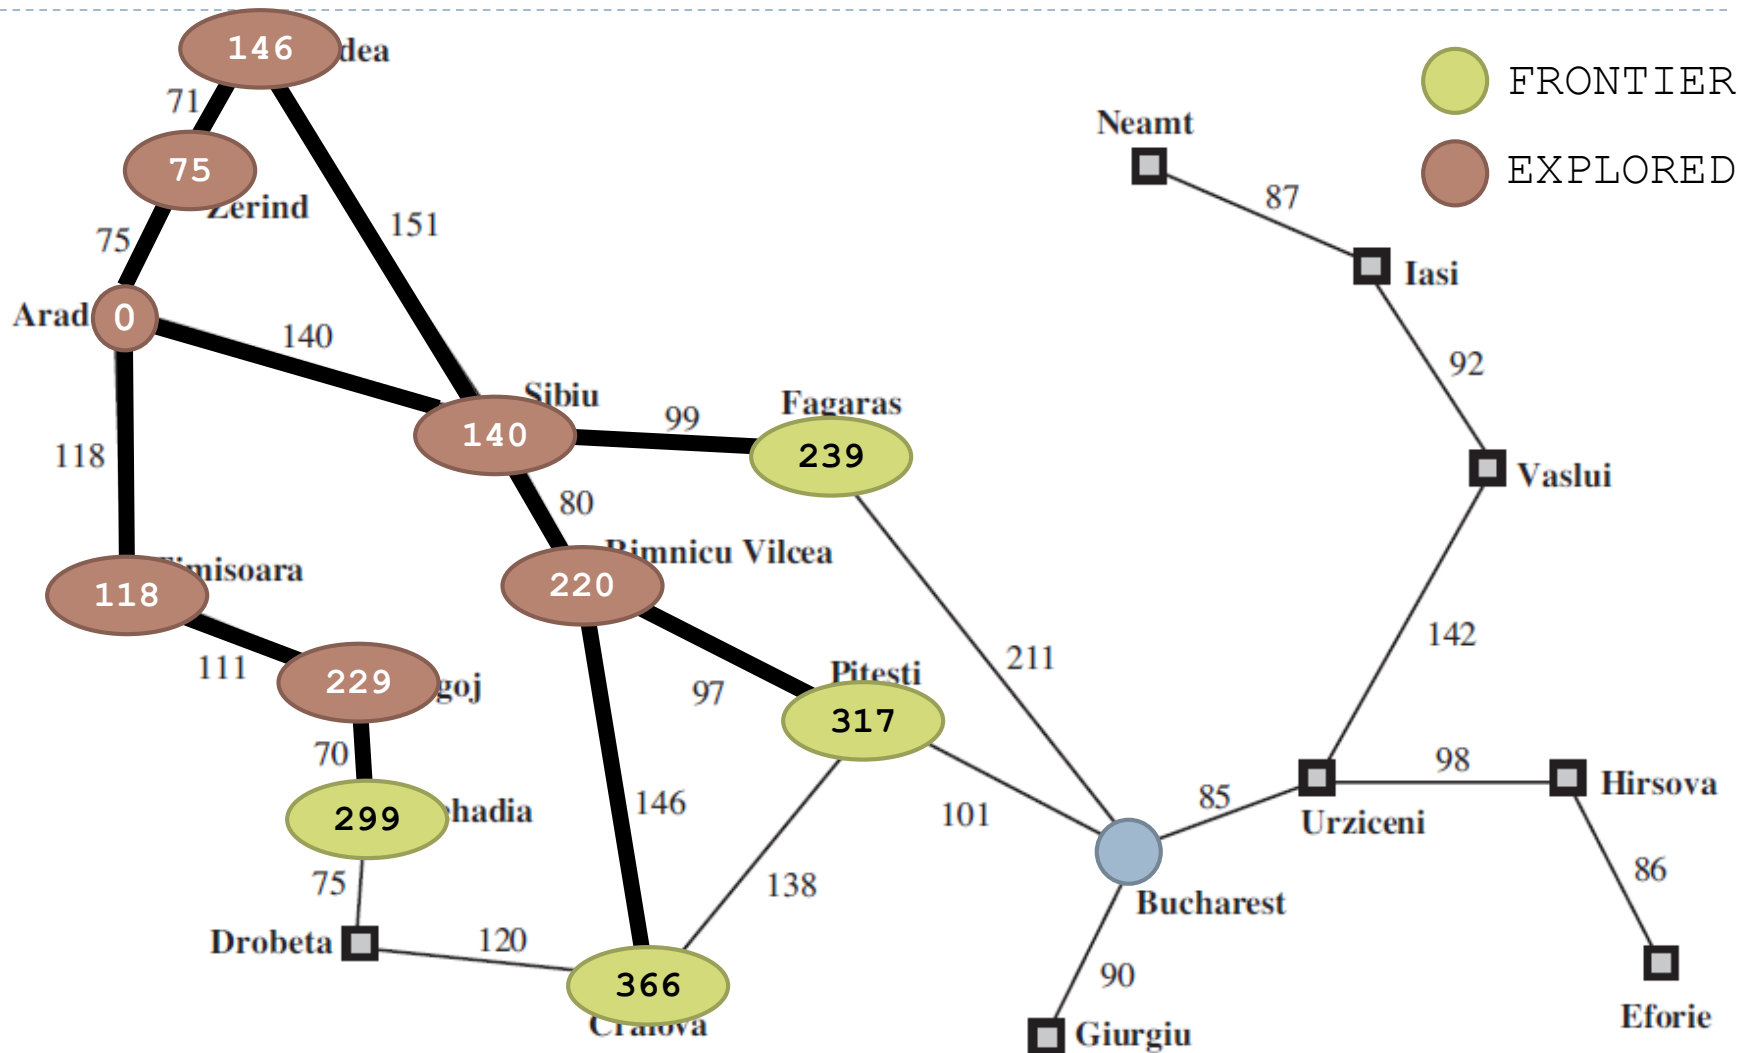 146
dea
FRONTIER
71
Neamt
75
EXPLORED
Zerind
87
75
151
Iasi
Arad
0
140
92
Sibiu
Fagaras
99
140
239
118
Vaslui
80
Rimnicu Vilcea
118
imisoara
220
142
111
211
229
goj
97
Pitesti
317
70
98
Hirsova
299
ehadia
146
101
85
Urziceni
75
138
86
Bucharest
Drobeta
120
366
90
Craiova
Giurgiu
Eforie